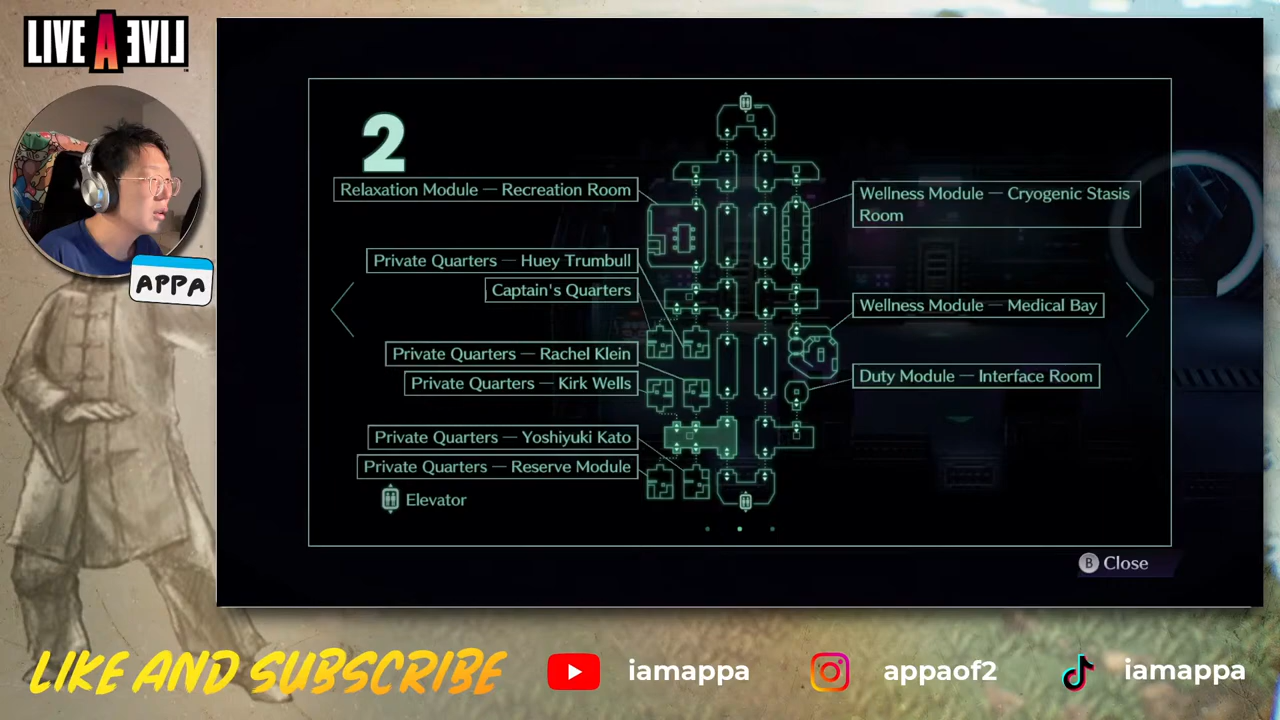 LIVE A LIVE
APPA
2
Relaxation Module — Recreation Room
Private Quarters — Huey Trumbull
Captain's Quarters
Private Quarters — Rachel Klein
Private Quarters — Kirk Wells
Private Quarters — Yoshiyuki Kato
Private Quarters — Reserve Module
Elevator
Wellness Module — Cryogenic Stasis
Room
Wellness Module — Medical Bay
Duty Module — Interface Room
B Close
LIKE AND SUBSCRIBE
iamappa
appaof2
iamappa